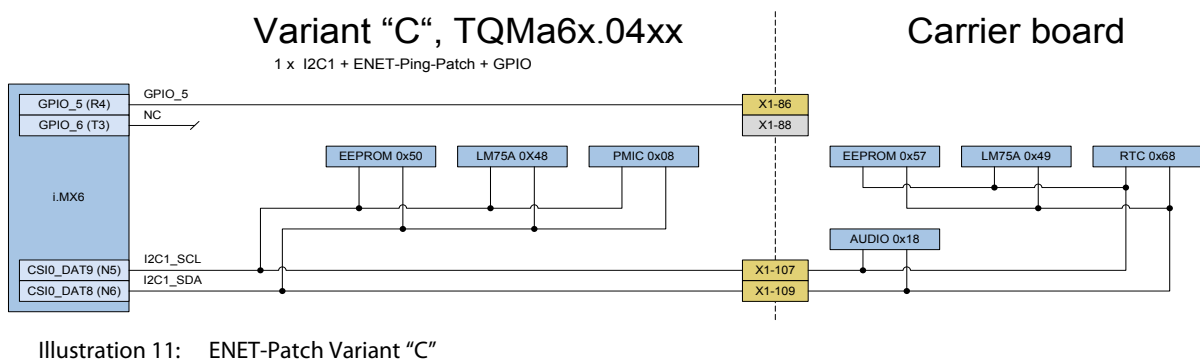 Variant “C”, TQMa6x.04xx
Carrier board
1 x I2C1 + ENET-Ping-Patch + GPIO
GPIO_5 (R4)
GPIO_5
X1-86
GPIO_6 (T3)
NC
X1-88
EEPROM 0x50
LM75A 0X48
PMIC 0x08
EEPROM 0x57
LM75A 0x49
RTC 0x68
i.MX6
AUDIO 0x18
CSI0_DAT9 (N5)
I2C1_SCL
X1-107
CSI0_DAT8 (N6)
I2C1_SDA
X1-109
Illustration 11: ENET-Patch Variant “C”